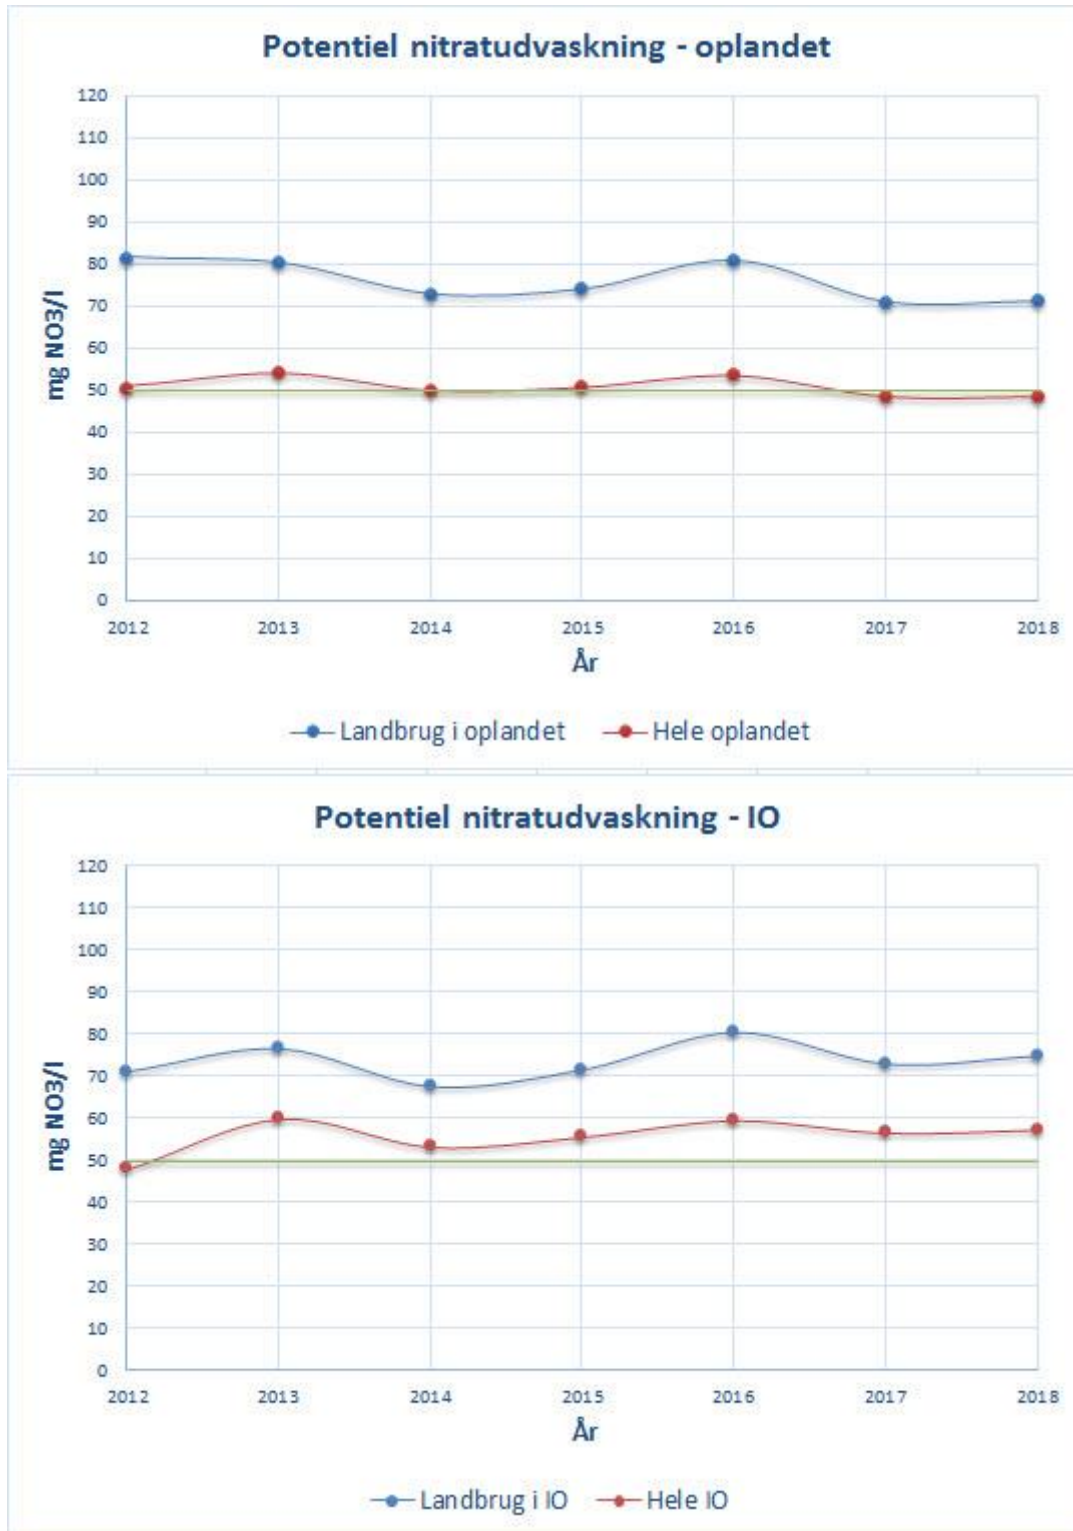 Potentiel nitratudvaskning - oplandet
120
110
100
90
80
70
60
50
40
30
20
10
0
mg NO3/l
2012 2013 2014 2015 2016 2017 2018
År
Landbrug i oplandet Hele oplandet
Potentiel nitratudvaskning - IO
120
110
100
90
80
70
60
50
40
30
20
10
0
mg NO3/l
2012 2013 2014 2015 2016 2017 2018
År
Landbrug i IO Hele IO